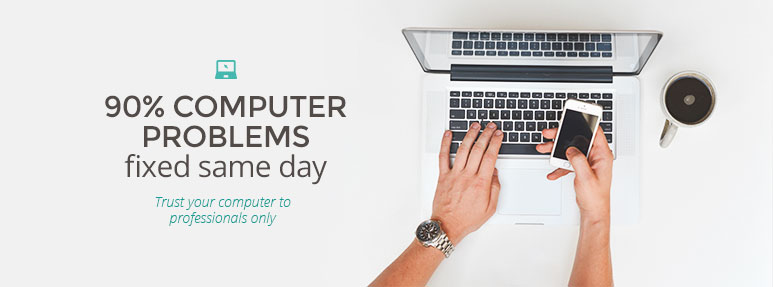 90% COMPUTER
PROBLEMS
fixed same day
Trust your computer to
professionals only